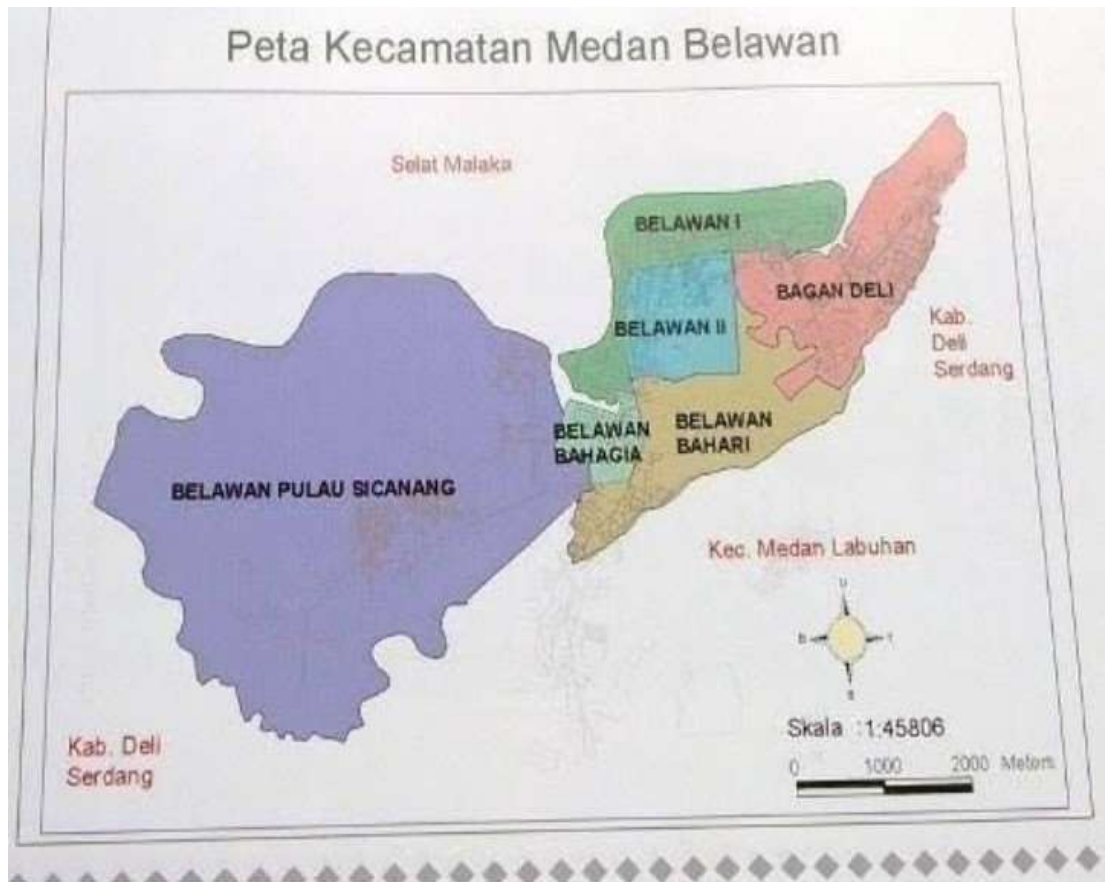 Peta Kecamatan Medan Belawan
Selat Malaka
BELAWAN I
BAGAN DELI
BELAWAN II
Kab.
Deli
Serdang
BELAWAN
BAHARI
BELAWAN
BAHAGIA
BELAWAN PULAU SICANANG
Kec. Medan Labuhan
U
B
T
S
Skala : 1:45806
0 1000 2000 Meters
Kab. Deli
Serdang